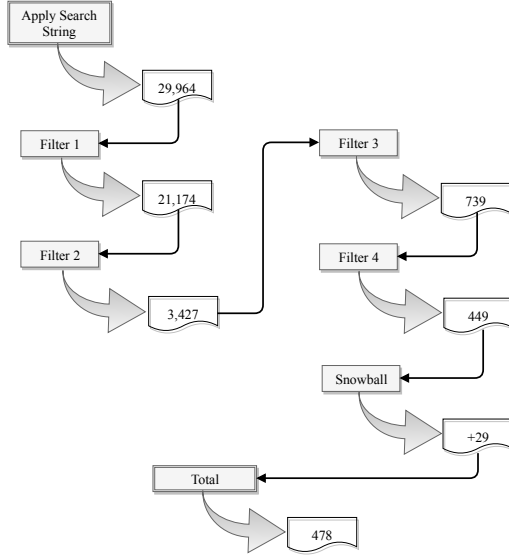 Apply Search
String
29,964
Filter 1
21,174
Filter 2
3,427
Filter 3
739
Filter 4
449
Snowball
+29
Total
478